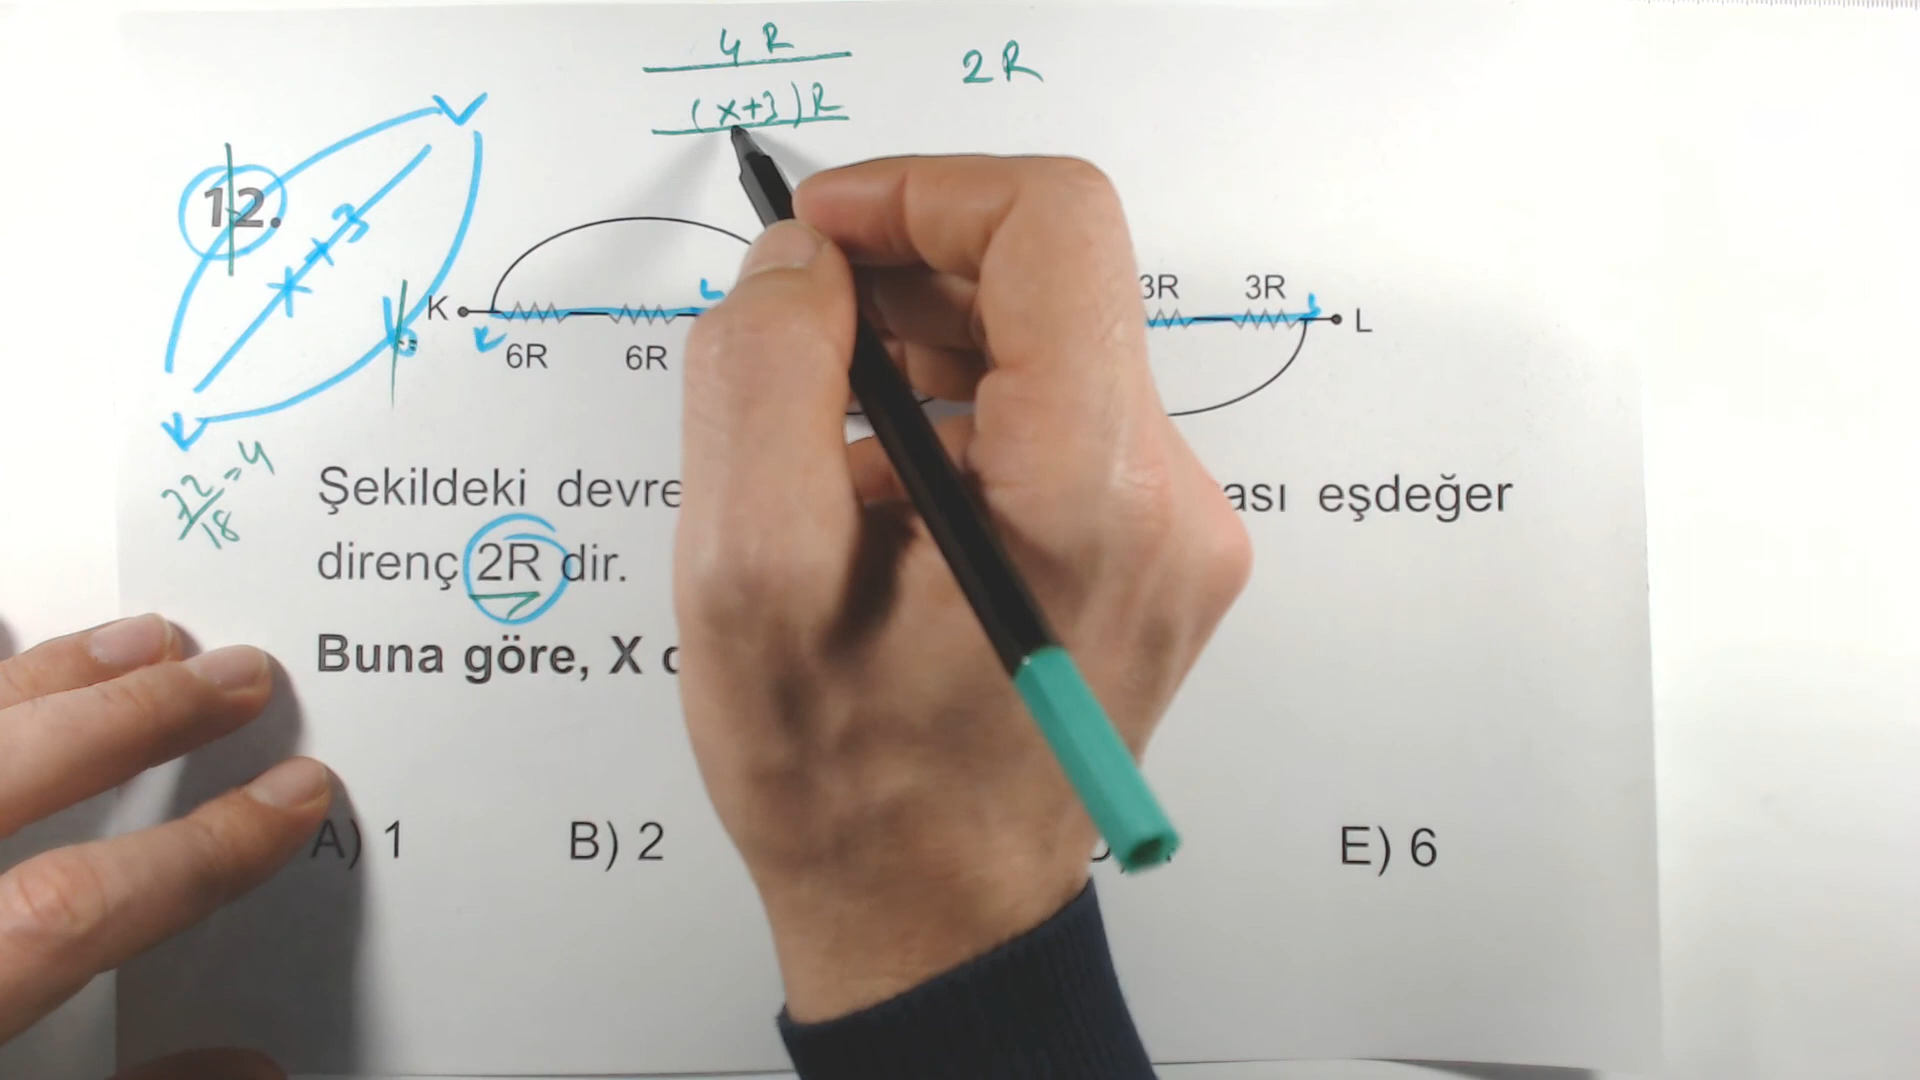 4R
(x+3)R
2R
12.
x+3
K
L
K
L
6R
6R
3R
3R
L
K
72/18=4
Şekildeki devre
ası eşdeğer
direnç 2R dir.
Buna göre, X
A) 1
B) 2
E) 6